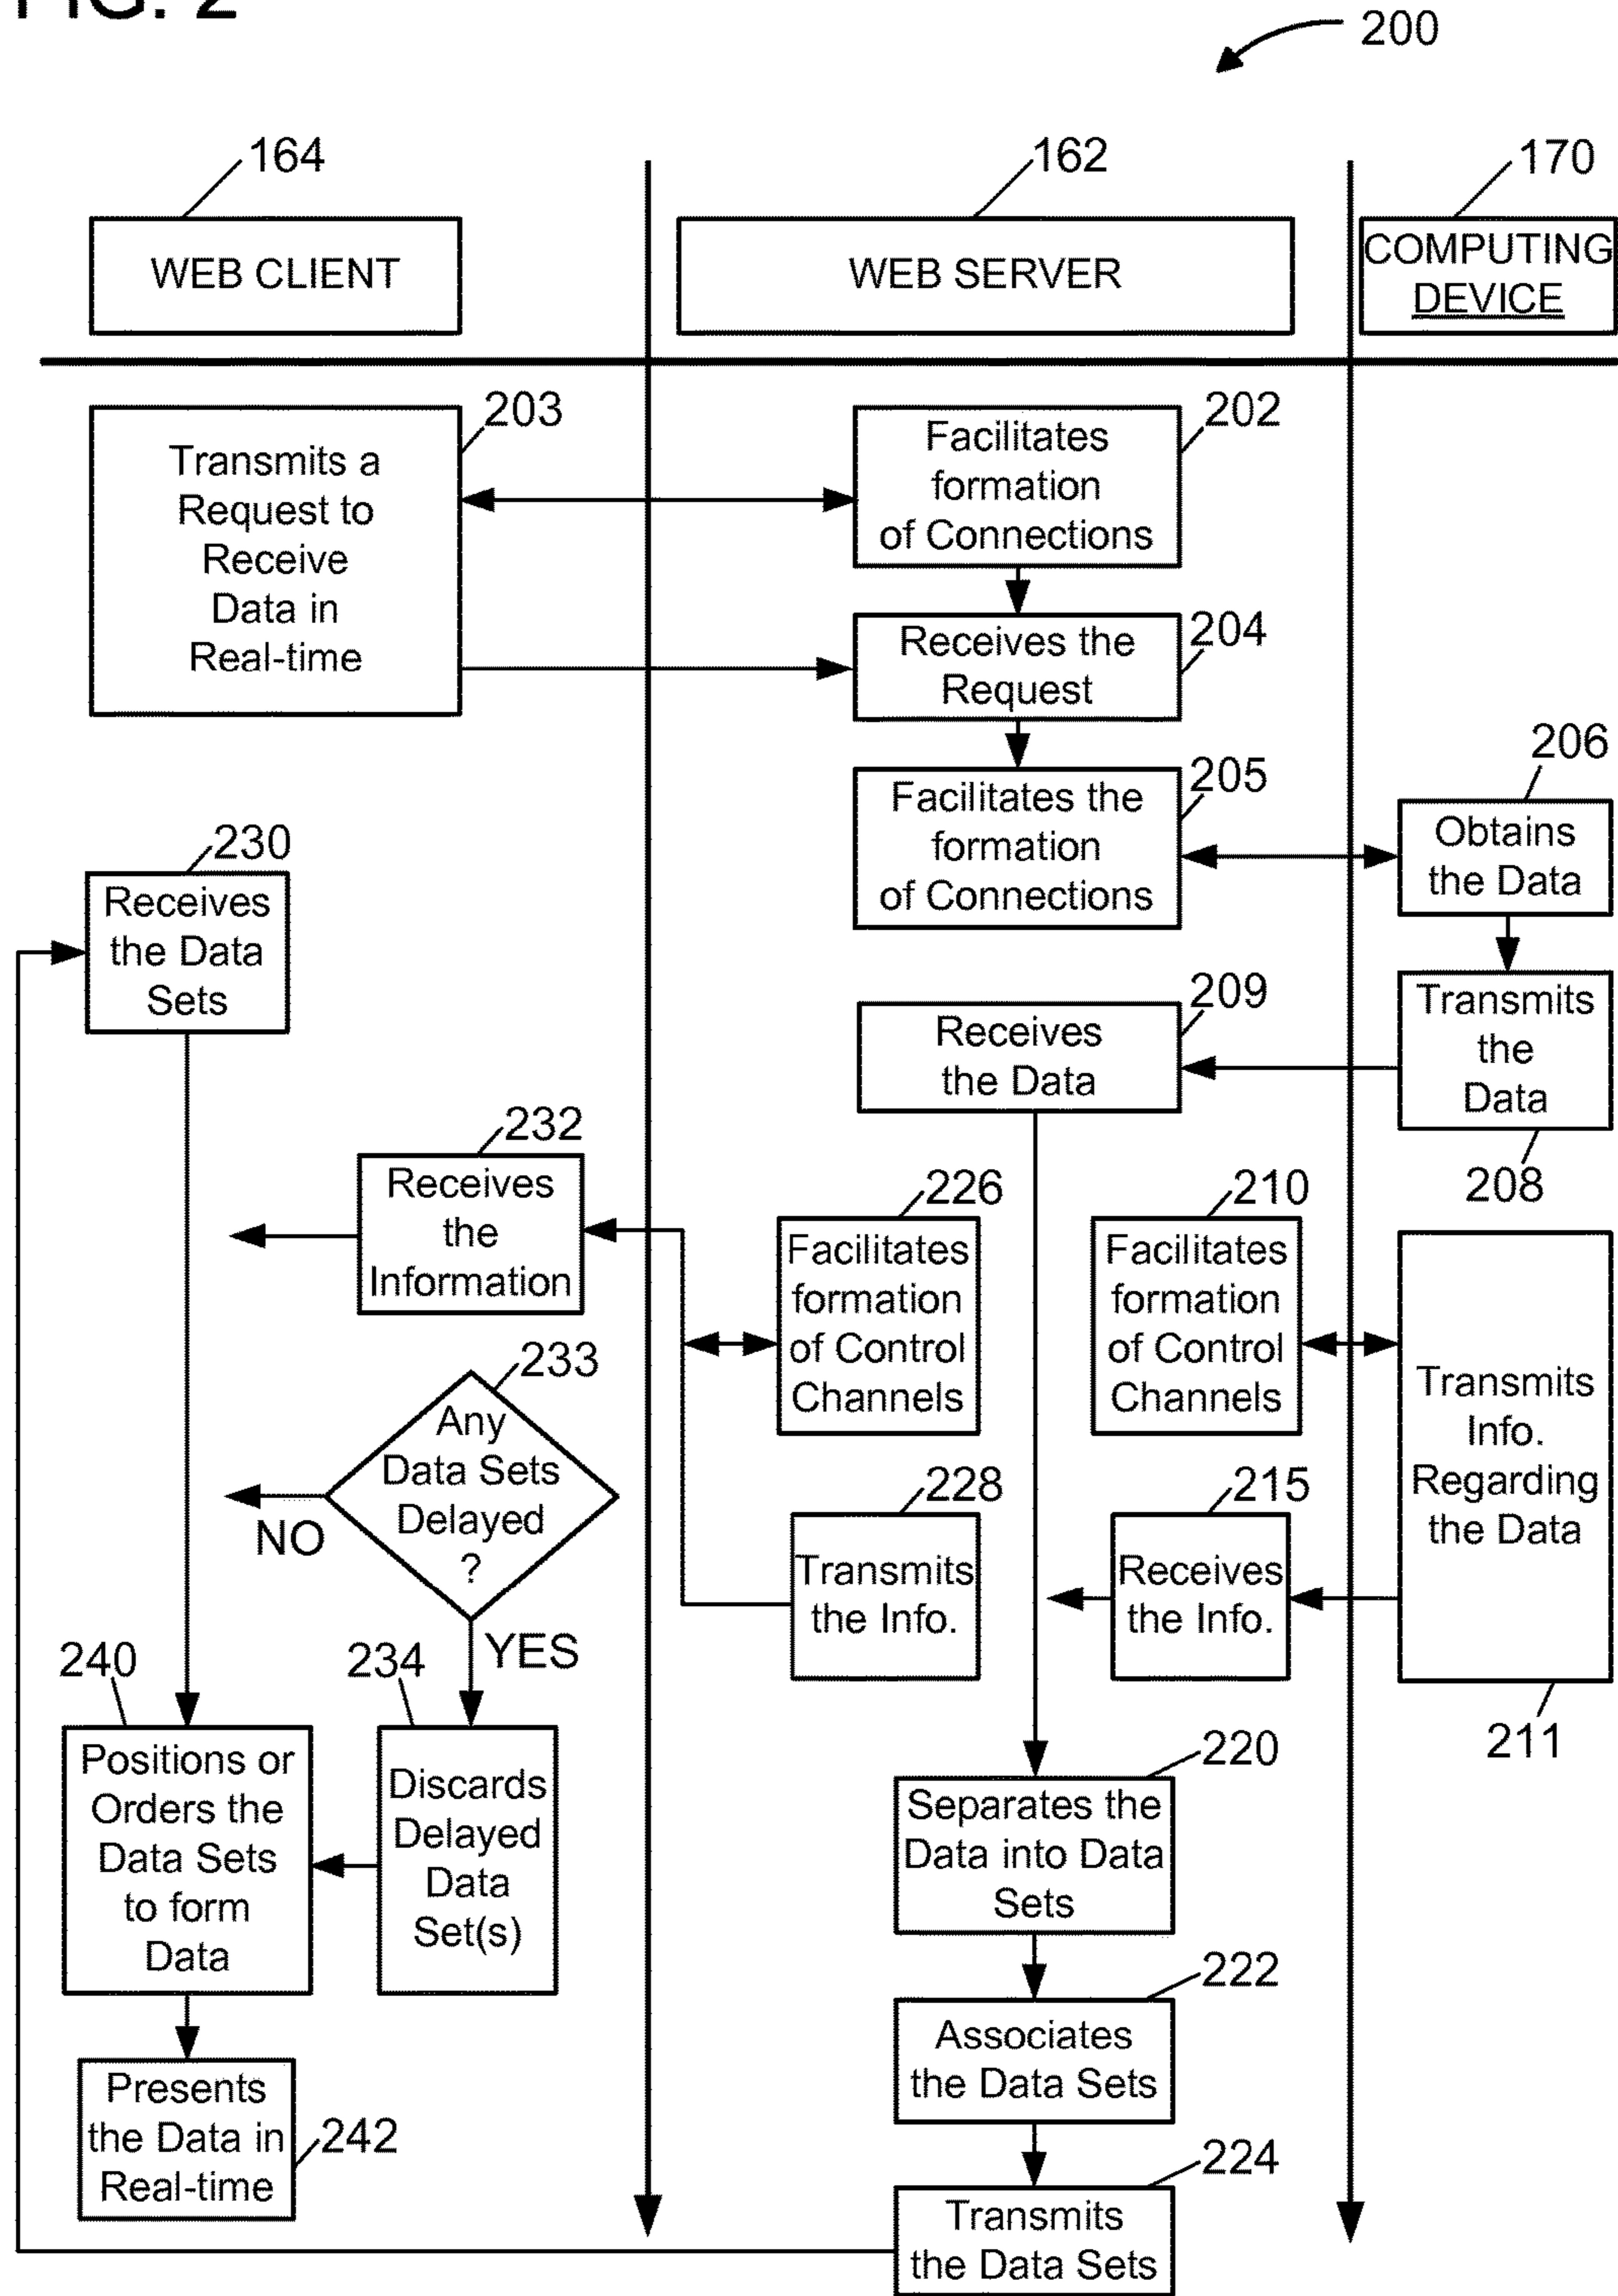 FIG. 2
200
164
162
170
WEB CLIENT
WEB SERVER
COMPUTING
DEVICE
203
Transmits a
Request to
Receive
Data in
Real-time
202
Facilitates
formation
of Connections
204
Receives the
Request
205
Facilitates the
formation
of Connections
206
Obtains
the Data
230
Receives
the Data
Sets
209
Receives
the Data
Transmits
the
Data
208
232
Receives
the
Information
226
Facilitates
formation
of Control
Channels
210
Facilitates
formation
of Control
Channels
Transmits
Info.
Regarding
the Data
211
233
Any
Data Sets
Delayed
?
NO
YES
228
Transmits
the Info.
215
Receives
the Info.
240
Positions or
Orders the
Data Sets
to form
Data
234
Discards
Delayed
Data
Set(s)
220
Separates the
Data into Data
Sets
222
Associates
the Data Sets
Presents
the Data in
Real-time
242
224
Transmits
the Data Sets